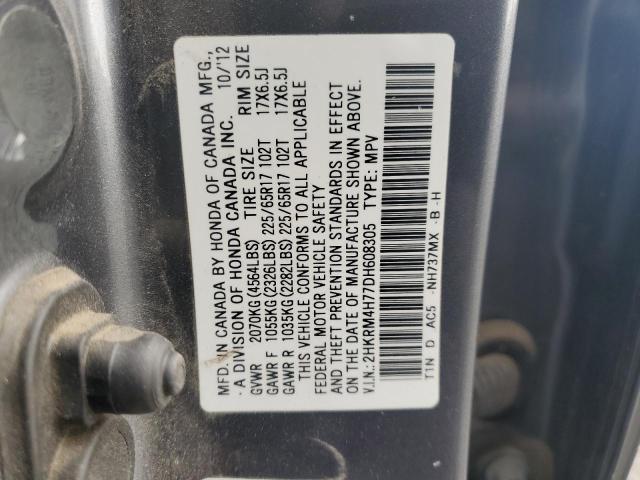 MFD. IN CANADA BY HONDA OF CANADA MFG.,
A DIVISION OF HONDA CANADA INC. 10/'12
GVWR 2070KG(4564LBS) TIRE SIZE RIM SIZE
GAWR F 1055KG(2326LBS) 225/65R17 102T 17X6.5J
GAWR R 1035KG(2282LBS) 225/65R17 102T 17X6.5J
THIS VEHICLE CONFORMS TO ALL APPLICABLE
FEDERAL MOTOR VEHICLE SAFETY
AND THEFT PREVENTION STANDARDS IN EFFECT
ON THE DATE OF MANUFACTURE SHOWN ABOVE.
V.I.N.: 2HKRM4H77DH608305 TYPE: MPV
T1N D AC5 -NH737MX -B -H